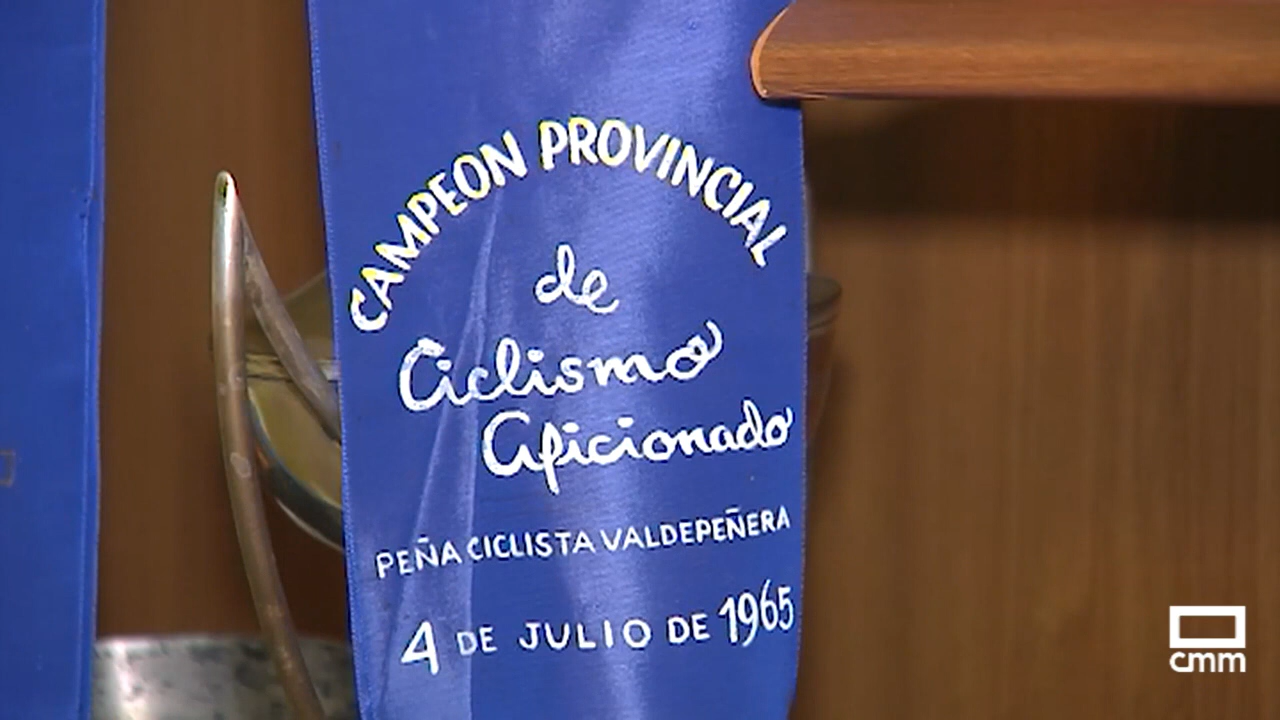 CAMPEON PROVINCIAL
de
Ciclismo
Aficionado
PEÑA CICLISTA VALDEPEÑERA
4 DE JULIO DE 1965
cmm